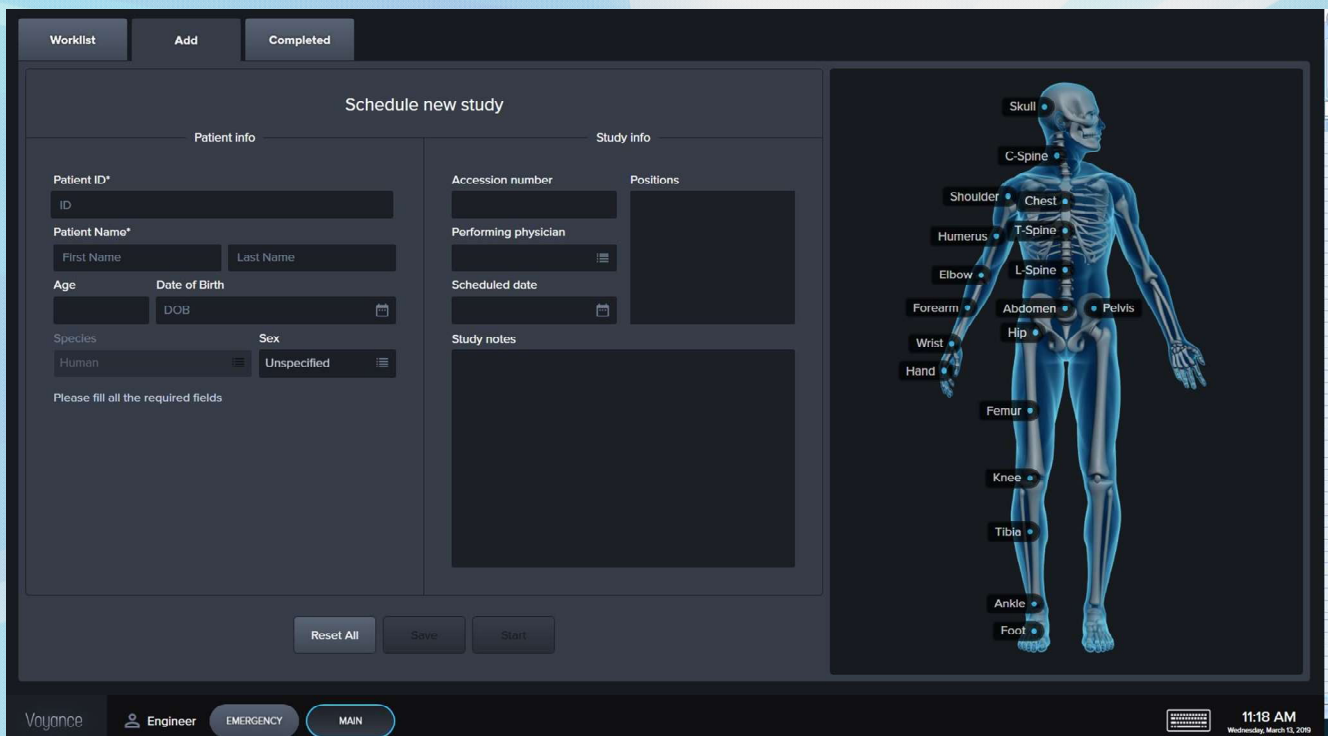 Worklist
Add
Completed
Schedule new study
Patient info
Patient ID*
ID
Patient Name*
First Name
Last Name
Age
Date of Birth
DOB
Species
Sex
Human
Unspecified
Please fill all the required fields
Study info
Accession number
Positions
Performing physician
Scheduled date
Study notes
Reset All
Save
Start
Skull
C-Spine
Shoulder
Chest
Humerus
T-Spine
Elbow
L-Spine
Forearm
Abdomen
Pelvis
Wrist
Hip
Hand
Femur
Knee
Tibia
Ankle
Foot
Voyance
Engineer
EMERGENCY
MAIN
11:18 AM
Wednesday, March 13, 2019